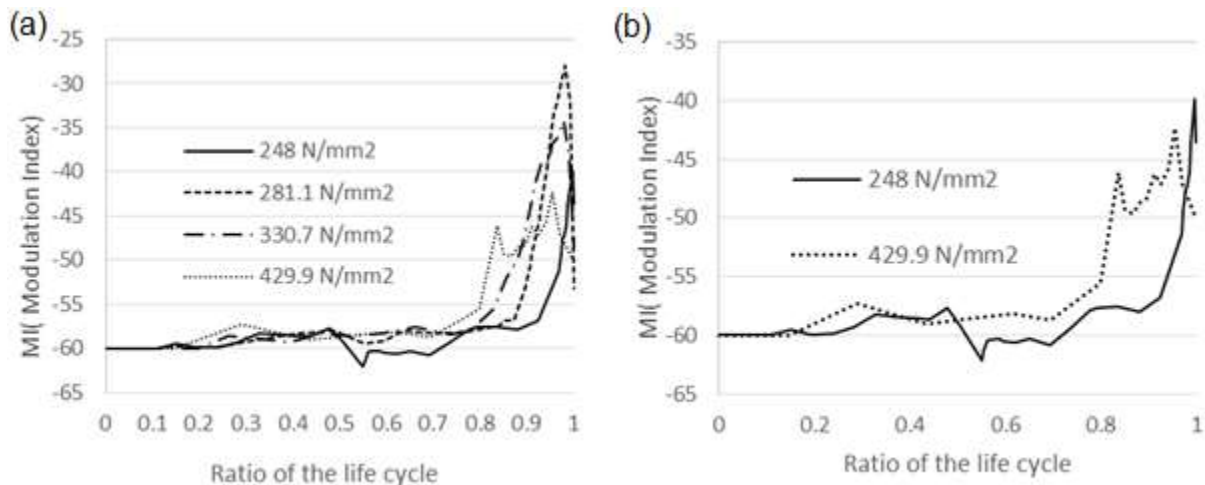 (a)
-25
-30
-35
-40
-45
-50
-55
-60
-65
MI( Modulation Index)
248 N/mm2
281.1 N/mm2
330.7 N/mm2
429.9 N/mm2
0 0.1 0.2 0.3 0.4 0.5 0.6 0.7 0.8 0.9 1
Ratio of the life cycle
(b)
-35
-40
-45
-50
-55
-60
-65
MI( Modulation Index)
248 N/mm2
429.9 N/mm2
0 0.2 0.4 0.6 0.8 1
Ratio of the life cycle